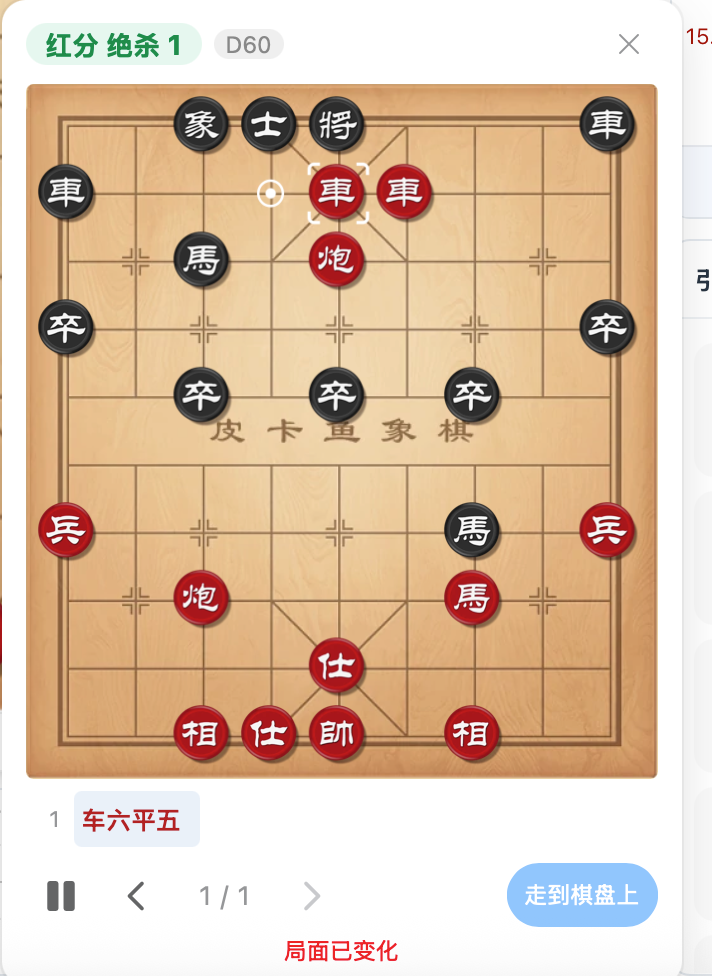 红分 绝杀 1 D60
15.
象 士 將 車
車 車 車
馬 炮
引
卒 卒
卒 卒 卒
皮卡鱼象棋
兵 馬 兵
炮 馬
仕
相 仕 帥 相
1 车六平五
1 / 1 走到棋盘上
局面已变化